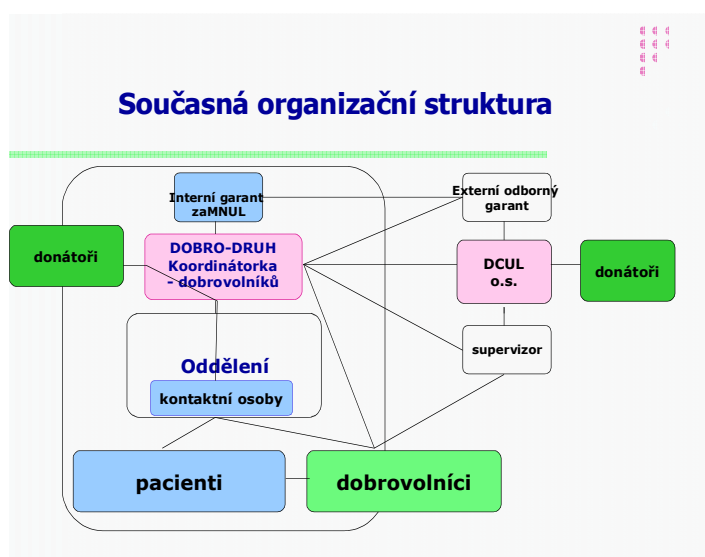 Současná organizační struktura
Interní garant
zaMNUL
Externí odborný
garant
donátoři
DOBRO-DRUH
Koordinátorka
- dobrovolníků
DCUL
o.s.
donátoři
Oddělení
kontaktní osoby
supervizor
pacienti
dobrovolníci